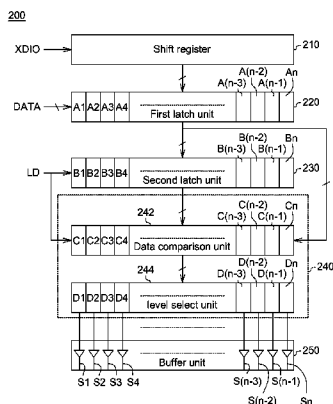 200
XDIO
Shift register
210
A(n-2) An
A(n-3) A(n-1)
DATA
A1 A2 A3 A4
First latch unit
220
B(n-2) Bn
B(n-3) B(n-1)
LD
B1 B2 B3 B4
Second latch unit
230
242
C(n-2) Cn
C(n-3) C(n-1)
C1 C2 C3 C4
Data comparison unit
240
244
D(n-2) Dn
D(n-3) D(n-1)
D1 D2 D3 D4
level select unit
250
Buffer unit
S1 S2 S3 S4
S(n-3) S(n-1)
S(n-2) Sn